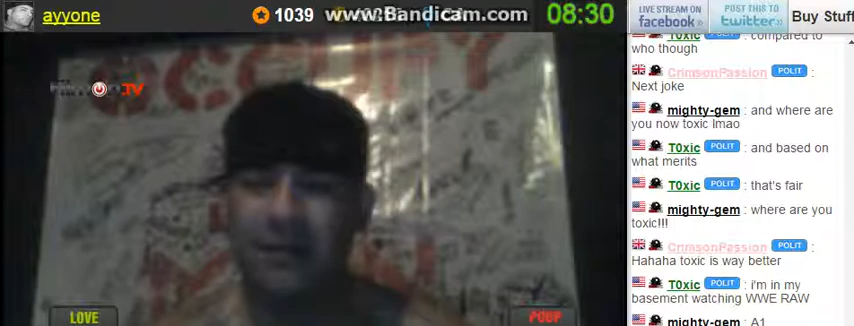 ayyone
1039
www.Bandicam.com
08:30
LIVE STREAM ON
facebook»
POST THIS TO
twitter»
Buy Stuff
OCCUPY
LOVE
POOP
T0xic POLIT : compared to
who though
CrimsonPassion POLIT :
Next joke
mighty-gem : and where are
you now toxic lmao
T0xic POLIT : and based on
what merits
T0xic POLIT : that's fair
mighty-gem : where are you
toxic!!!
CrimsonPassion POLIT :
Hahaha toxic is way better
T0xic POLIT : i'm in my
basement watching WWE RAW
mighty-gem : A1